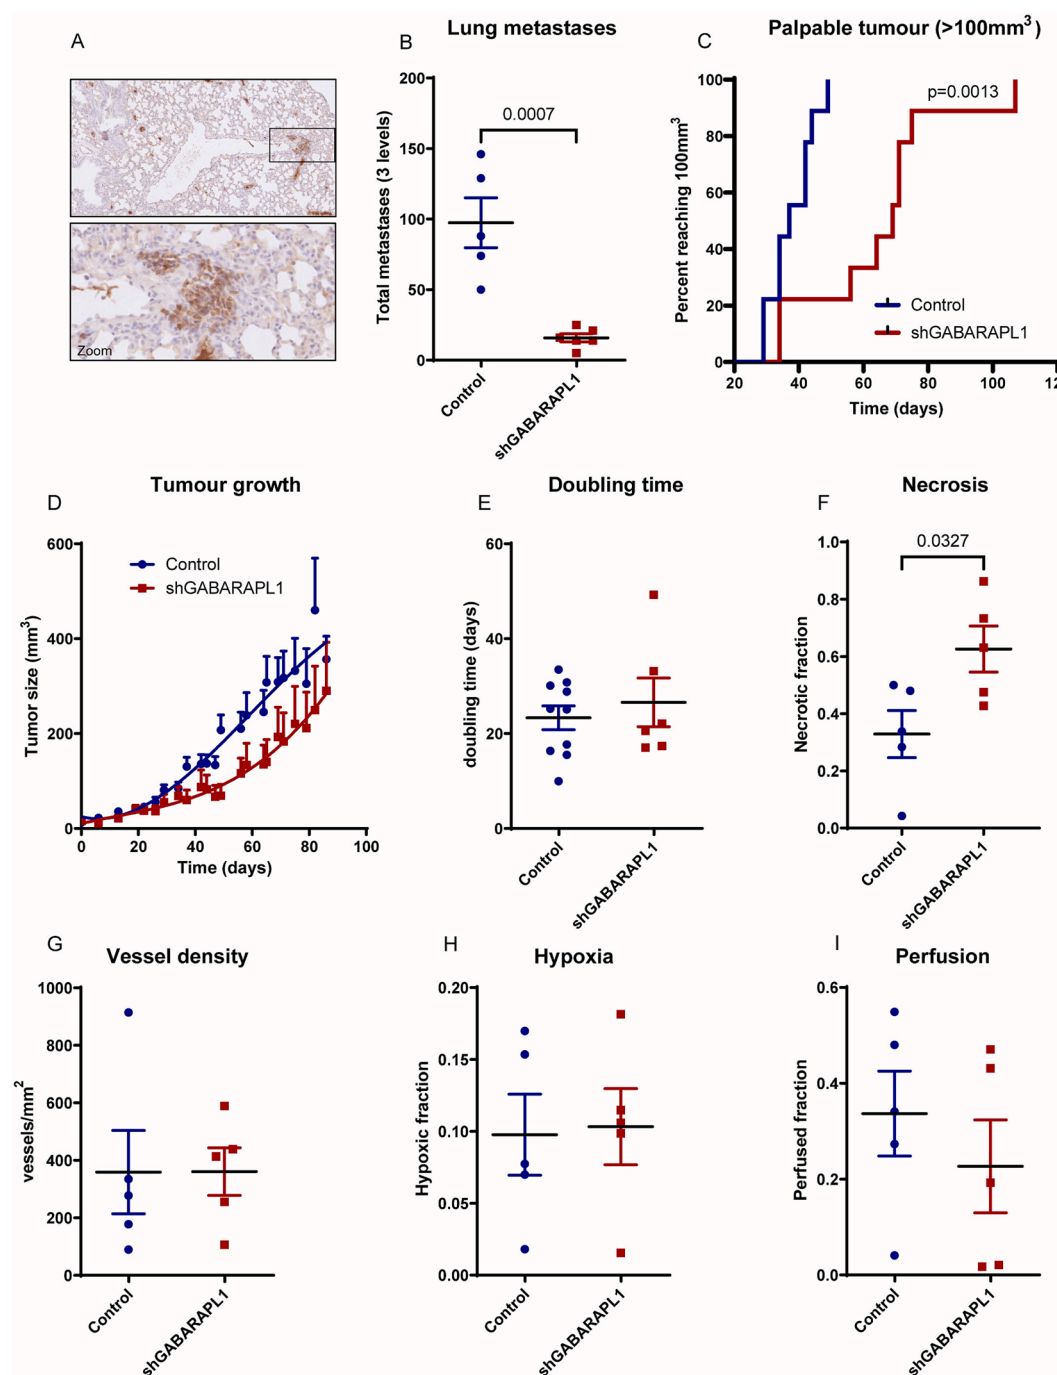 A
Zoom
B
Lung metastases
Total metastases (3 levels)
200
150
100
50
0
0.0007
Control
shGABARAPL1
C
Palpable tumour (>100mm³)
Percent reaching 100mm³
100
80
60
40
20
0
p=0.0013
Control
shGABARAPL1
20 40 60 80 100 12
Time (days)
D
Tumour growth
Tumor size (mm³)
600
400
200
0
Control
shGABARAPL1
0 20 40 60 80 100
Time (days)
E
Doubling time
doubling time (days)
60
40
20
0
Control
shGABARAPL1
F
Necrosis
Necrotic fraction
1.0
0.8
0.6
0.4
0.2
0.0
0.0327
Control
shGABARAPL1
G
Vessel density
vessels/mm²
1000
800
600
400
200
0
Control
shGABARAPL1
H
Hypoxia
Hypoxic fraction
0.20
0.15
0.10
0.05
0.00
Control
shGABARAPL1
I
Perfusion
Perfused fraction
0.6
0.4
0.2
0.0
Control
shGABARAPL1